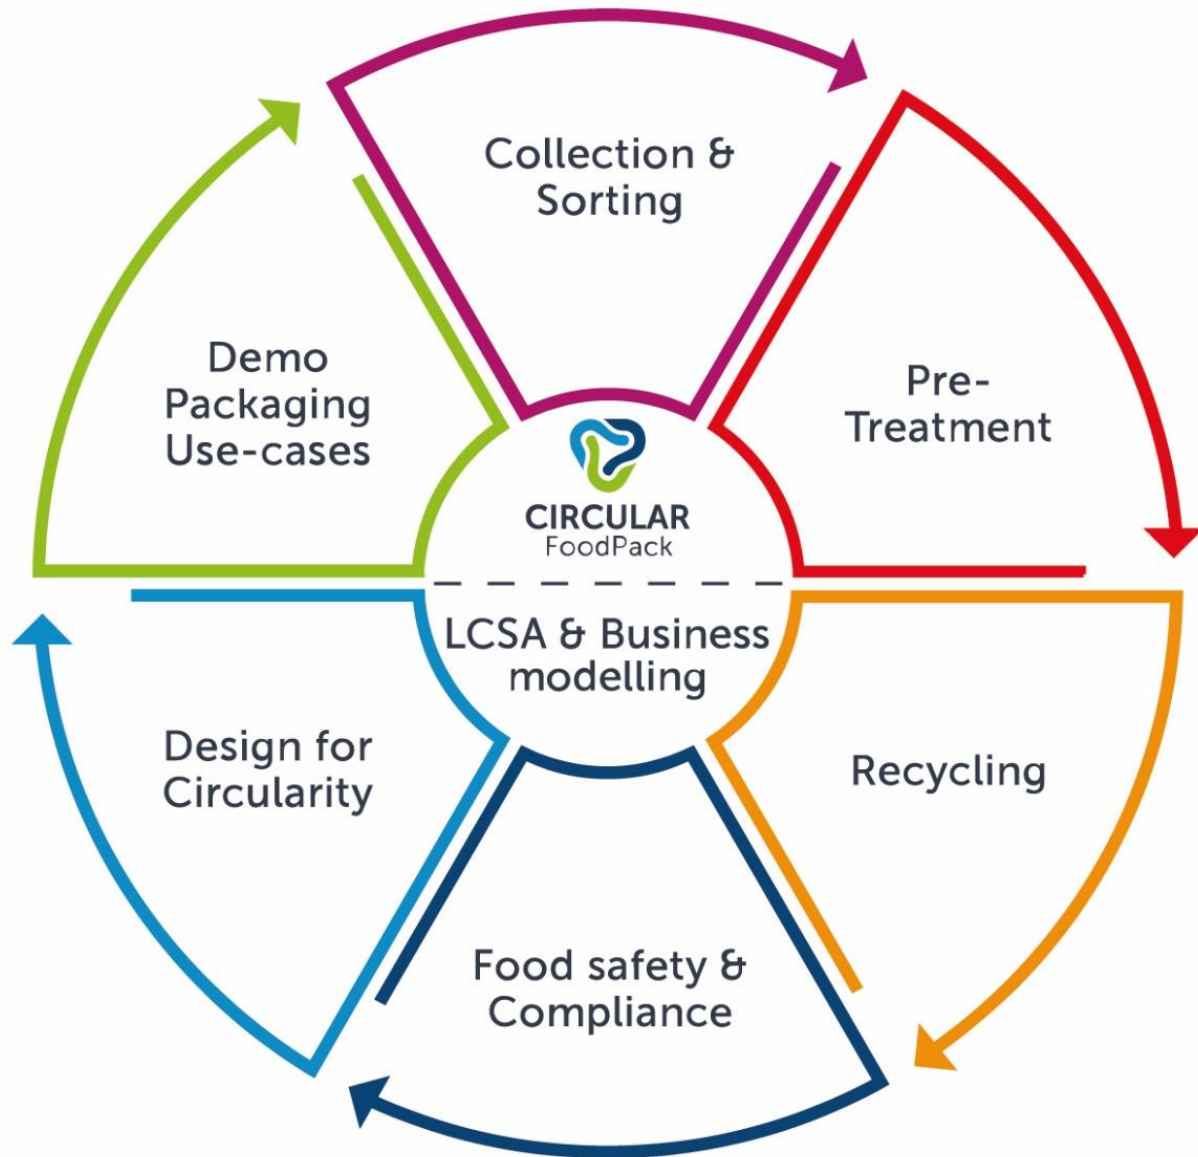 Collection &
Sorting
Pre-
Treatment
Recycling
Food safety &
Compliance
Design for
Circularity
Demo
Packaging
Use-cases
CIRCULAR
FoodPack
LCSA & Business
modelling